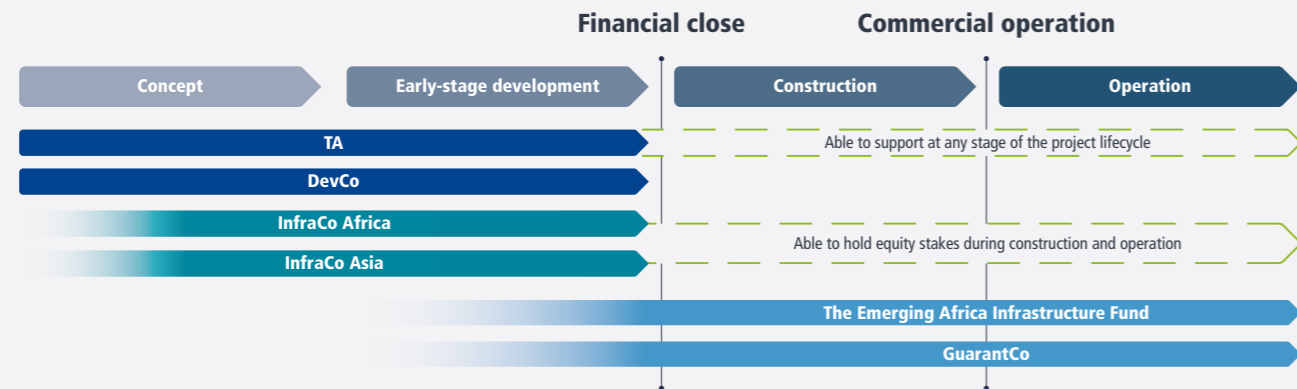 Financial close
Commercial operation
Concept
Early-stage development
Construction
Operation
TA
Able to support at any stage of the project lifecycle
DevCo
InfraCo Africa
Able to hold equity stakes during construction and operation
InfraCo Asia
The Emerging Africa Infrastructure Fund
GuarantCo